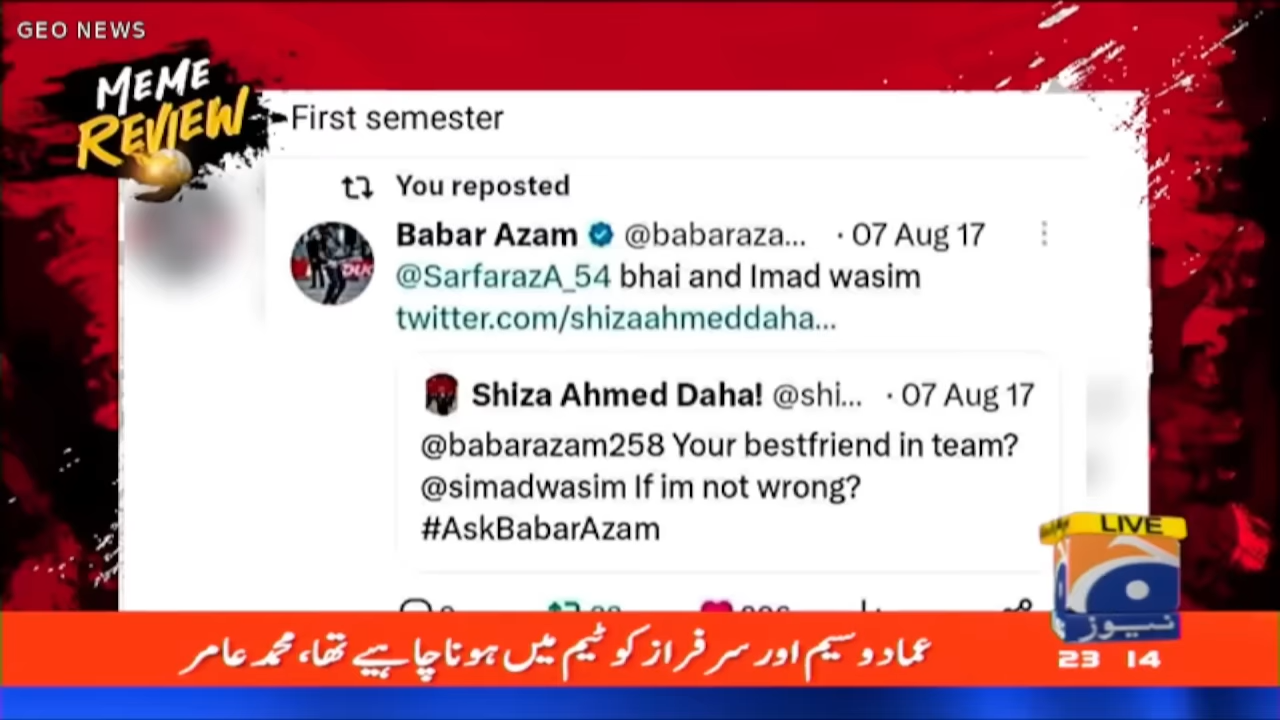 GEO NEWS
MEME
REVIEW
First semester
You reposted
Babar Azam @babaraza... · 07 Aug 17
@SarfarazA_54 bhai and Imad wasim
twitter.com/shizaahmeddaha...
Shiza Ahmed Daha! @shi... · 07 Aug 17
@babarazam258 Your bestfriend in team?
@simadwasim If im not wrong?
#AskBabarAzam
LIVE
نیوز
عماد وسیم اور سرفراز کو ٹیم میں ہونا چاہیے تھا، محمد عامر
23 14